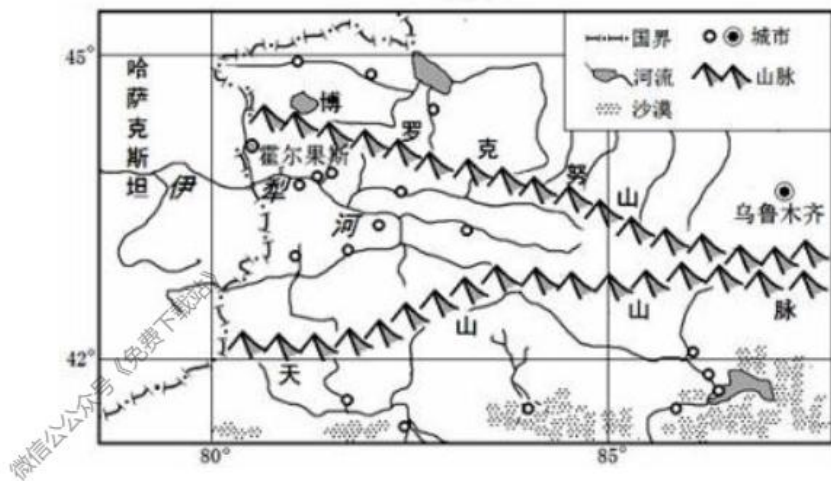 45°
42°
80°
85°
国界
城市
河流
山脉
沙漠
哈萨克斯坦
伊犁河
霍尔果斯
博罗克努山
乌鲁木齐
天山山脉
微信公公众号《免费下载站》